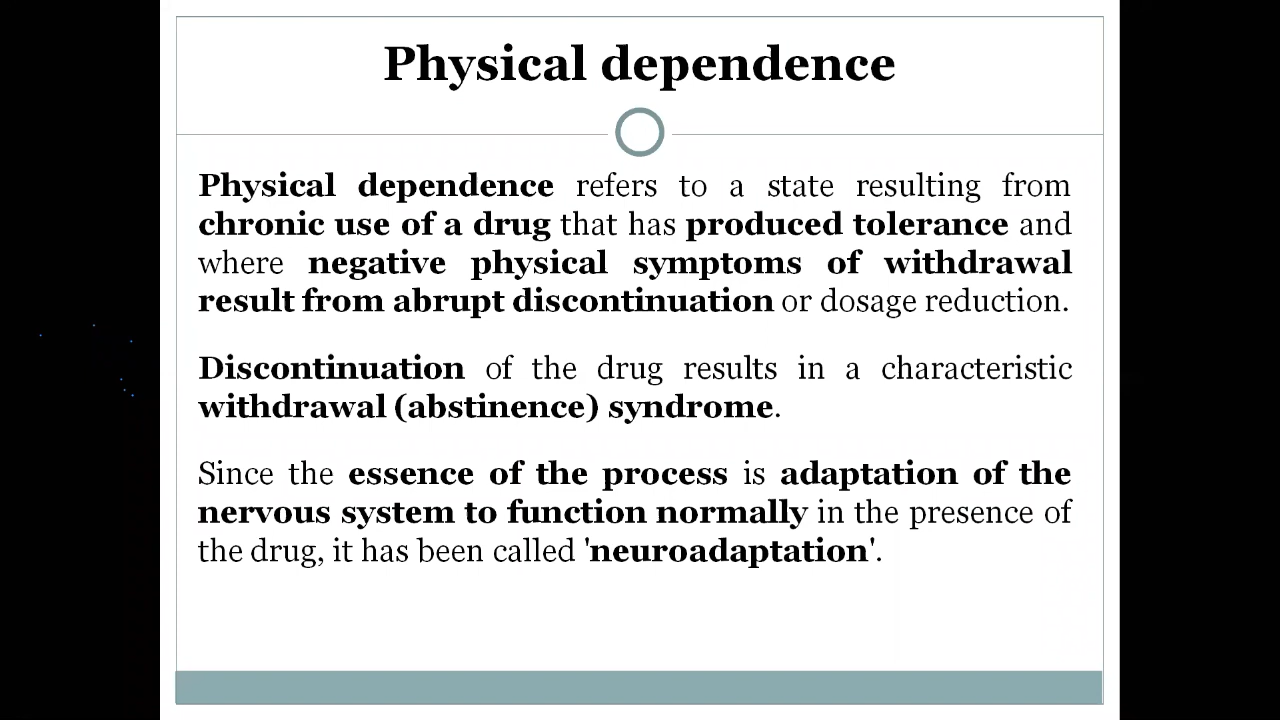 Physical dependence
Physical dependence refers to a state resulting from
chronic use of a drug that has produced tolerance and
where negative physical symptoms of withdrawal
result from abrupt discontinuation or dosage reduction.
Discontinuation of the drug results in a characteristic
withdrawal (abstinence) syndrome.
Since the essence of the process is adaptation of the
nervous system to function normally in the presence of
the drug, it has been called 'neuroadaptation'.